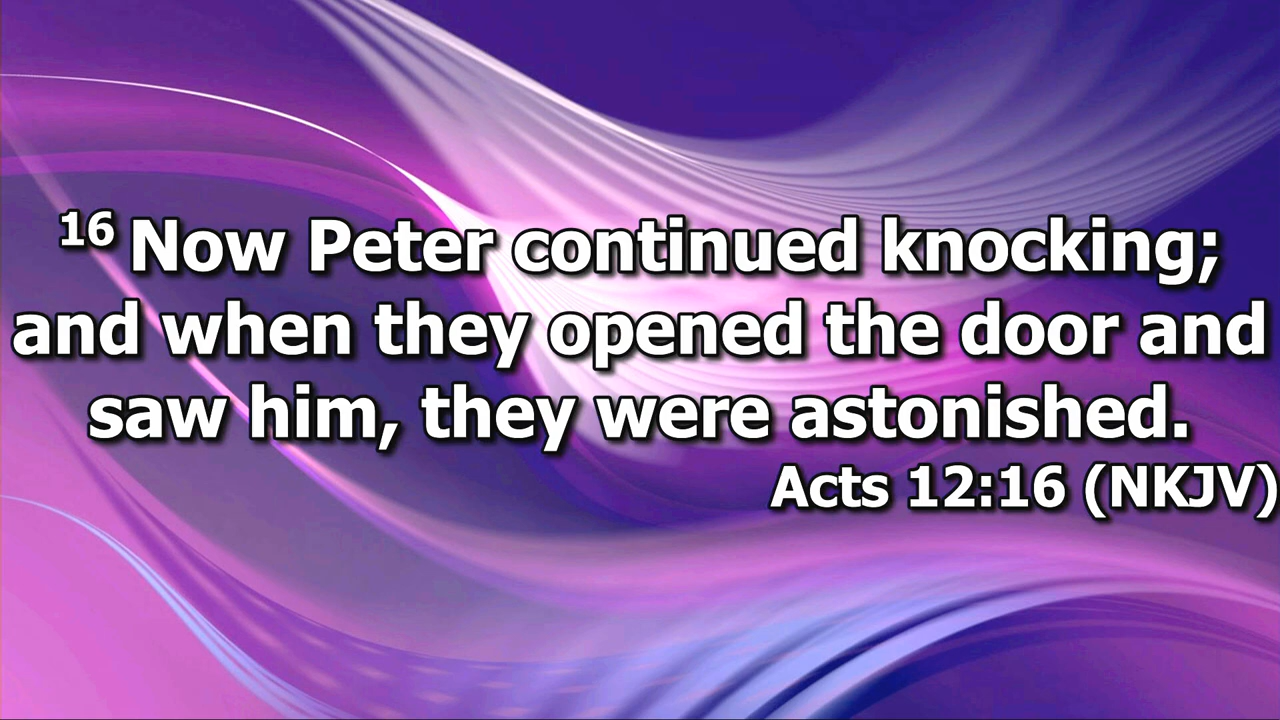 16 Now Peter continued knocking;
and when they opened the door and
saw him, they were astonished.
Acts 12:16 (NKJV)